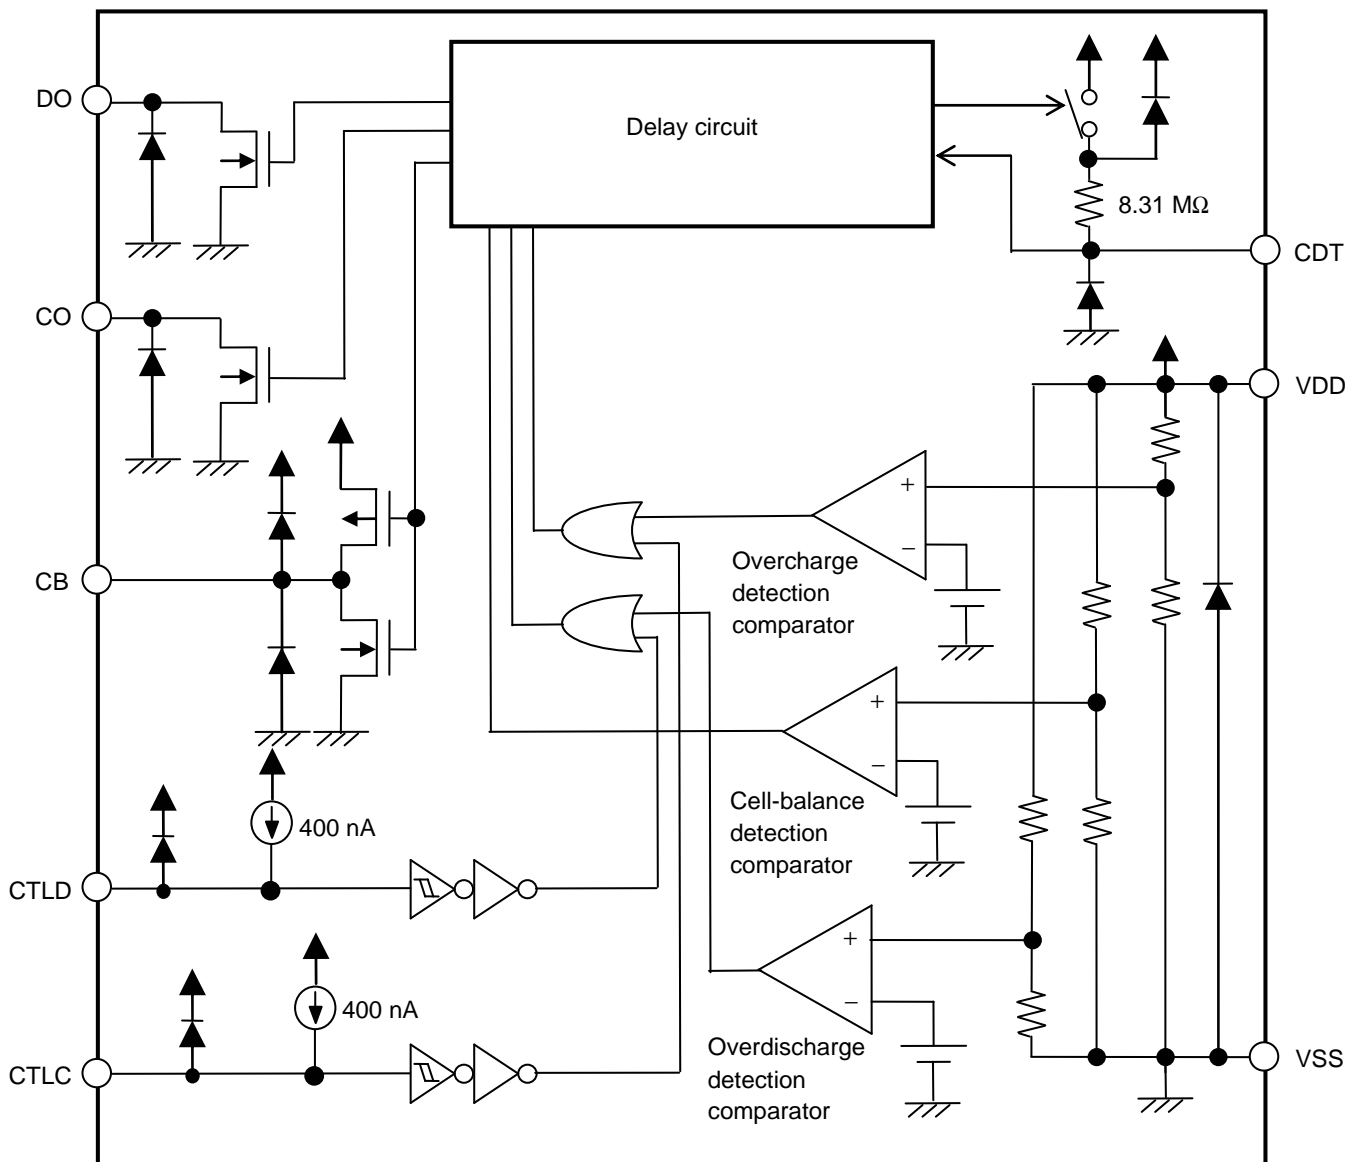 DO
Delay circuit
8.31 MΩ
CDT
CO
VDD
+
−
Overcharge
detection
comparator
CB
+
−
Cell-balance
detection
comparator
400 nA
CTLD
+
−
400 nA
Overdischarge
detection
comparator
CTLC
VSS